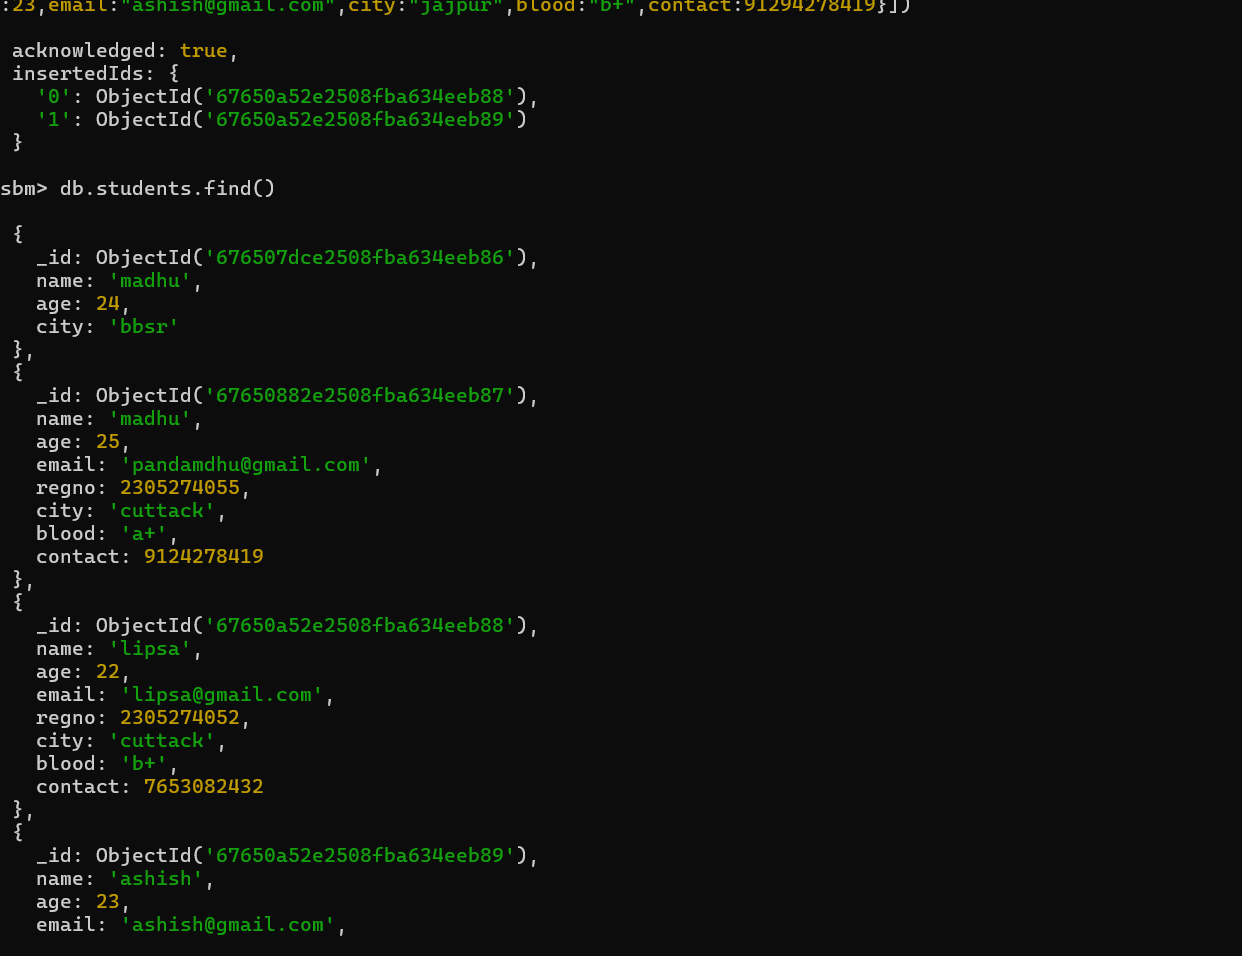 :23,email:"ashish@gmail.com",city:"jajpur",blood:"b+",contact:91294278419}])
acknowledged: true,
insertedIds: {
'0': ObjectId('67650a52e2508fba634eeb88'),
'1': ObjectId('67650a52e2508fba634eeb89')
}
sbm> db.students.find()
{
_id: ObjectId('676507dce2508fba634eeb86'),
name: 'madhu',
age: 24,
city: 'bbsr'
},
{
_id: ObjectId('67650882e2508fba634eeb87'),
name: 'madhu',
age: 25,
email: 'pandamdhu@gmail.com',
regno: 2305274055,
city: 'cuttack',
blood: 'a+',
contact: 9124278419
},
{
_id: ObjectId('67650a52e2508fba634eeb88'),
name: 'lipsa',
age: 22,
email: 'lipsa@gmail.com',
regno: 2305274052,
city: 'cuttack',
blood: 'b+',
contact: 7653082432
},
{
_id: ObjectId('67650a52e2508fba634eeb89'),
name: 'ashish',
age: 23,
email: 'ashish@gmail.com',